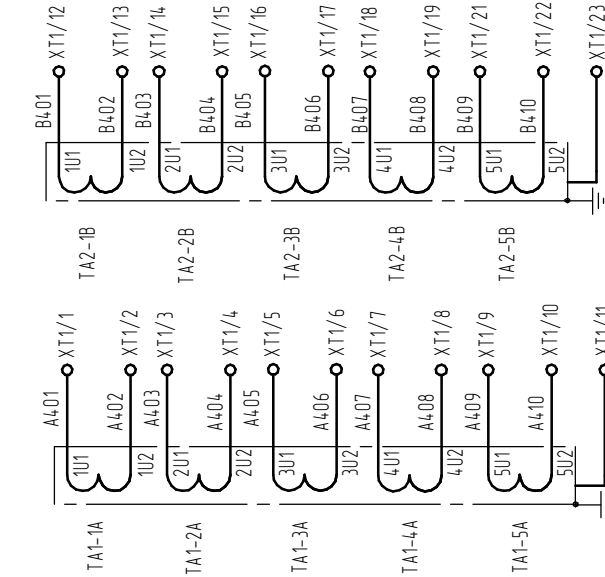 XT1/12 XT1/13 XT1/14 XT1/15 XT1/16 XT1/17 XT1/18 XT1/19 XT1/21 XT1/22 XT1/23
B401 B402 B403 B404 B405 B406 B407 B408 B409 B410
1U1 1U2 2U1 2U2 3U1 3U2 4U1 4U2 5U1 5U2
TA2-1B TA2-2B TA2-3B TA2-4B TA2-5B
XT1/1 XT1/2 XT1/3 XT1/4 XT1/5 XT1/6 XT1/7 XT1/8 XT1/9 XT1/10 XT1/11
A401 A402 A403 A404 A405 A406 A407 A408 A409 A410
1U1 1U2 2U1 2U2 3U1 3U2 4U1 4U2 5U1 5U2
TA1-1A TA1-2A TA1-3A TA1-4A TA1-5A